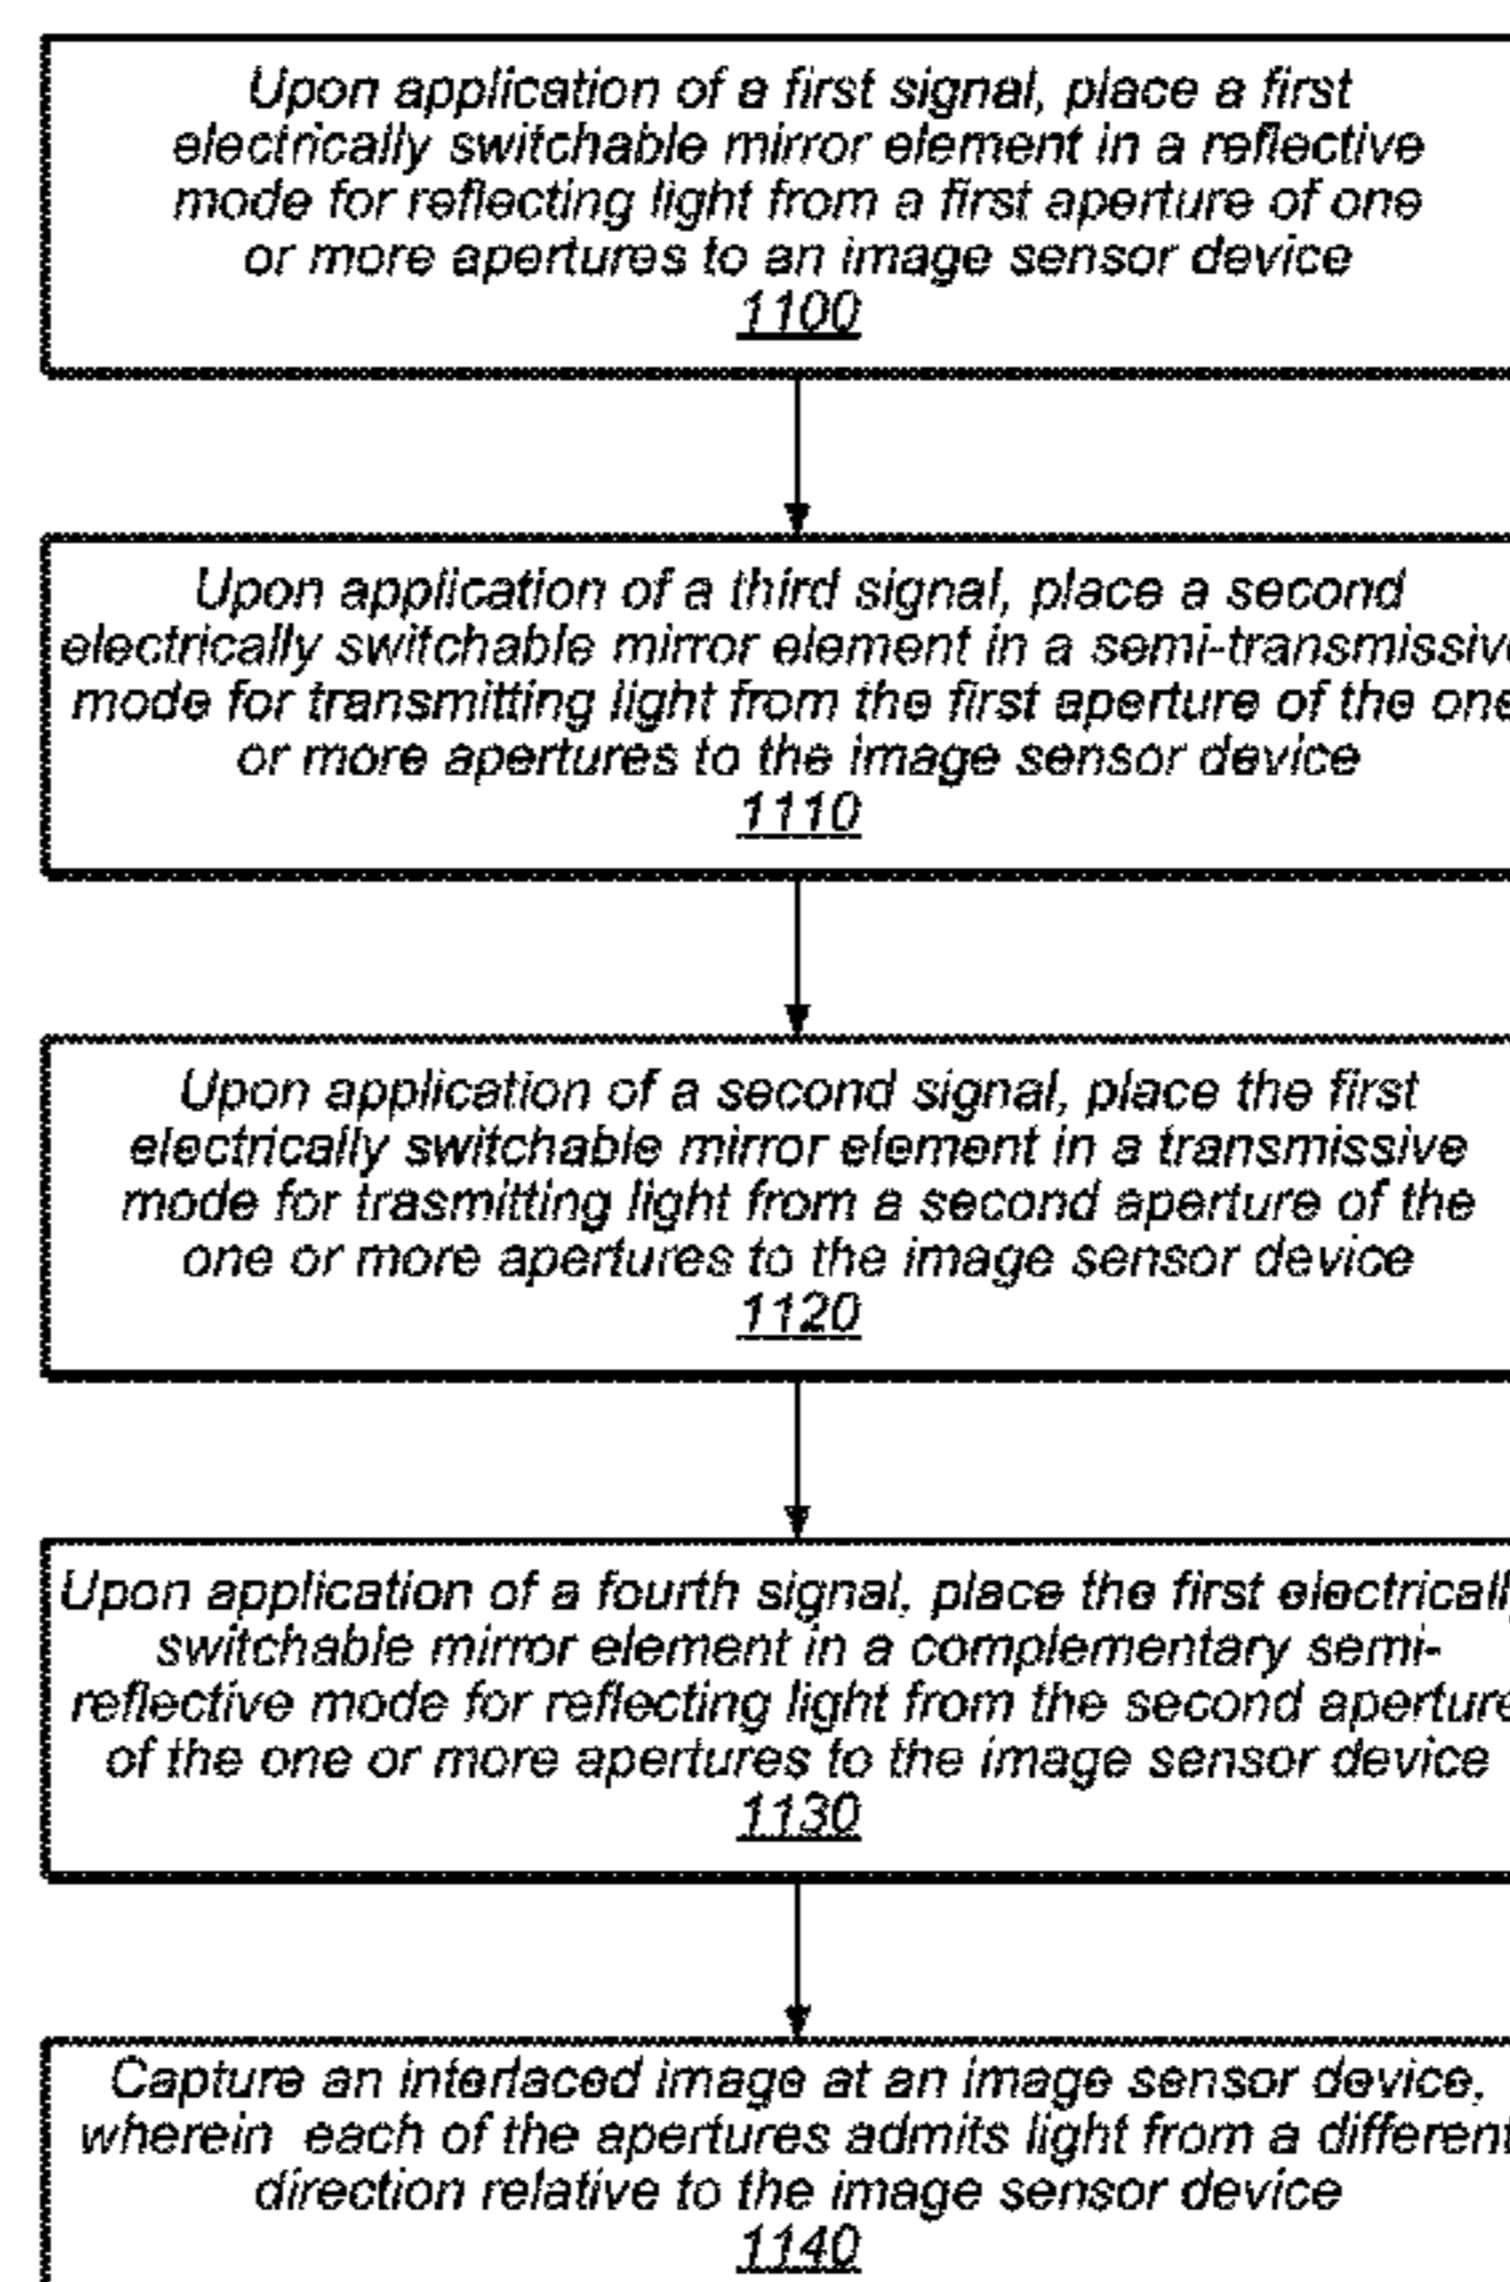 Upon application of a first signal, place a first
electrically switchable mirror element in a reflective
mode for reflecting light from a first aperture of one
or more apertures to an image sensor device
1100
Upon application of a third signal, place a second
electrically switchable mirror element in a semi-transmissiv
mode for transmitting light from the first aperture of the one
or more apertures to the image sensor device
1110
Upon application of a second signal, place the first
electrically switchable mirror element in a transmissive
mode for trasmitting light from a second aperture of the
one or more apertures to the image sensor device
1120
Upon application of a fourth signal, place the first electricall
switchable mirror element in a complementary semi-
reflective mode for reflecting light from the second aperture
of the one or more apertures to the image sensor device
1130
Capture an interlaced image at an image sensor device,
wherein each of the apertures admits light from a different
direction relative to the image sensor device
1140